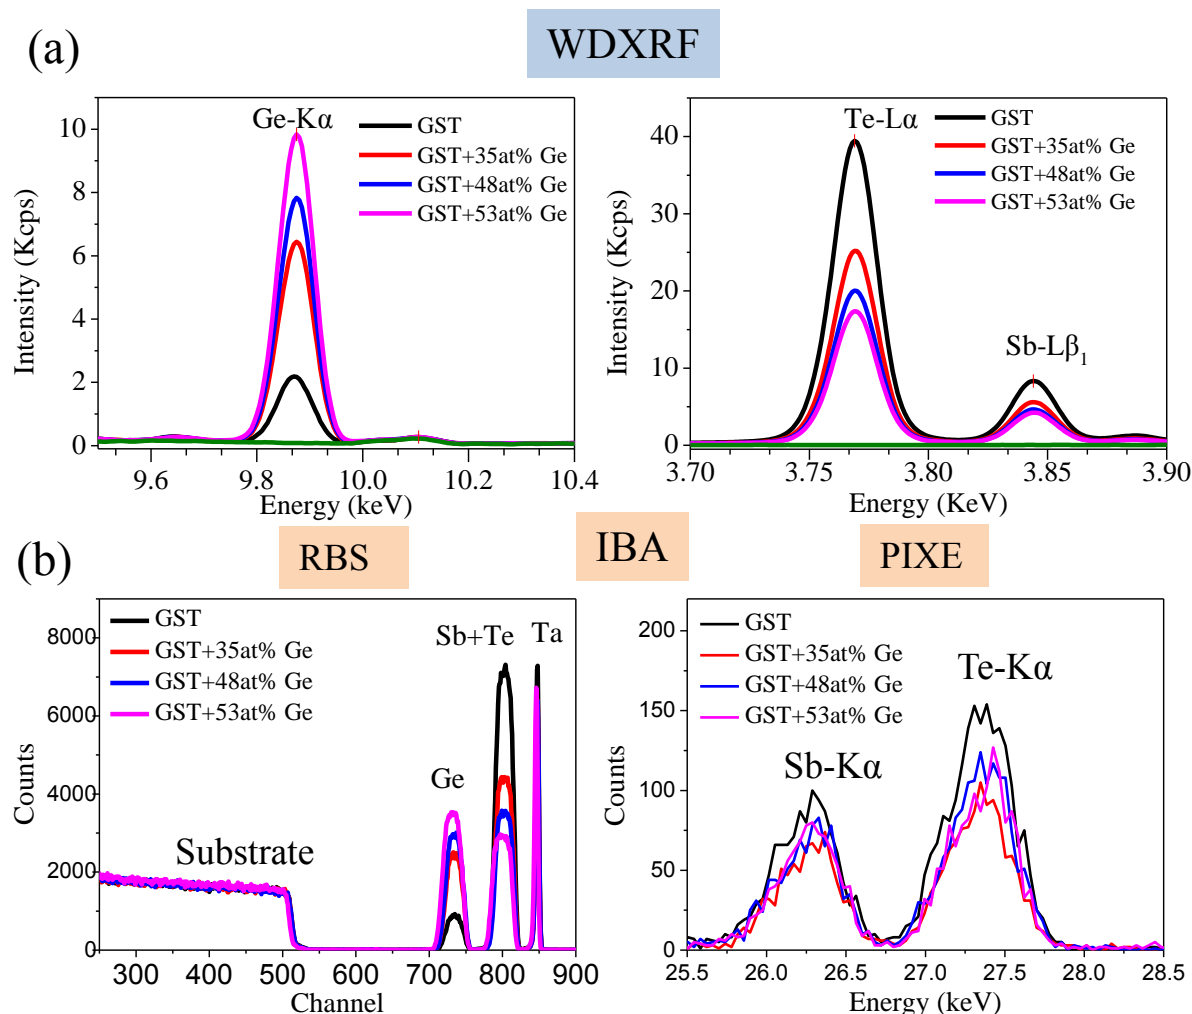 (a)
WDXRF
Ge-Kα
GST
GST+35at% Ge
GST+48at% Ge
GST+53at% Ge
Intensity (Kcps)
10
8
6
4
2
0
9.6 9.8 10.0 10.2 10.4
Energy (keV)
Te-Lα
GST
GST+35at% Ge
GST+48at% Ge
GST+53at% Ge
Sb-Lβ₁
Intensity (Kcps)
40
30
20
10
0
3.70 3.75 3.80 3.85 3.90
Energy (KeV)
(b)
RBS
IBA
PIXE
GST
GST+35at% Ge
GST+48at% Ge
GST+53at% Ge
Sb+Te
Ta
Ge
Substrate
Counts
8000
6000
4000
2000
0
300 400 500 600 700 800 900
Channel
GST
GST+35at% Ge
GST+48at% Ge
GST+53at% Ge
Te-Kα
Sb-Kα
Counts
200
150
100
50
0
25.5 26.0 26.5 27.0 27.5 28.0 28.5
Energy (keV)